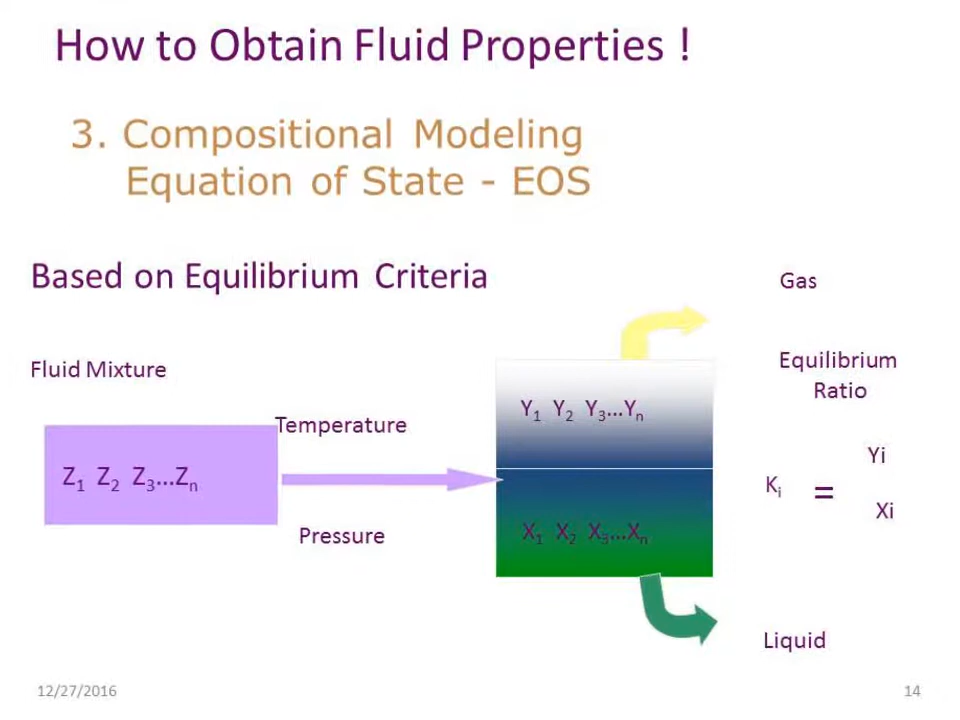 How to Obtain Fluid Properties !
3. Compositional Modeling
Equation of State - EOS
Based on Equilibrium Criteria
Gas
Fluid Mixture
Equilibrium
Ratio
Temperature
Y₁ Y₂ Y₃...Yₙ
Z₁ Z₂ Z₃...Zₙ
Kᵢ = Yi
Xi
Pressure
X₁ X₂ X₃...Xₙ
Liquid
12/27/2016
14